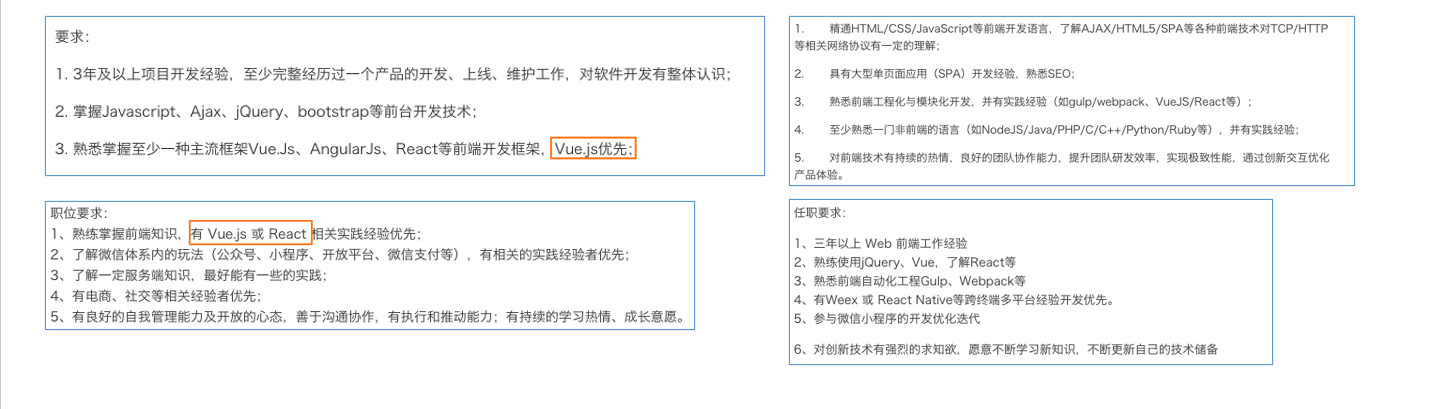 要求：
1. 3年及以上项目开发经验，至少完整经历过一个产品的开发、上线、维护工作，对软件开发有整体认识；
2. 掌握Javascript、Ajax、jQuery、bootstrap等前台开发技术；
3. 熟悉掌握至少一种主流框架Vue.Js、AngularJs、React等前端开发框架，Vue.js优先；
1. 精通HTML/CSS/JavaScript等前端开发语言，了解AJAX/HTML5/SPA等各种前端技术对TCP/HTTP
等相关网络协议有一定的理解；
2. 具有大型单页面应用（SPA）开发经验，熟悉SEO；
3. 熟悉前端工程化与模块化开发，并有实践经验（如gulp/webpack、VueJS/React等）；
4. 至少熟悉一门非前端的语言（如NodeJS/Java/PHP/C/C++/Python/Ruby等），并有实践经验；
5. 对前端技术有持续的热情，良好的团队协作能力，提升团队研发效率，实现极致性能，通过创新交互优化
产品体验。
职位要求：
1、熟练掌握前端知识，有 Vue.js 或 React 相关实践经验优先；
2、了解微信体系内的玩法（公众号、小程序、开放平台、微信支付等），有相关的实践经验者优先；
3、了解一定服务端知识，最好能有一些的实践；
4、有电商、社交等相关经验者优先；
5、有良好的自我管理能力及开放的心态，善于沟通协作，有执行和推动能力；有持续的学习热情、成长意愿。
任职要求：
1、三年以上 Web 前端工作经验
2、熟练使用jQuery、Vue，了解React等
3、熟悉前端自动化工程Gulp、Webpack等
4、有Weex 或 React Native等跨终端多平台经验开发优先。
5、参与微信小程序的开发优化迭代
6、对创新技术有强烈的求知欲，愿意不断学习新知识，不断更新自己的技术储备